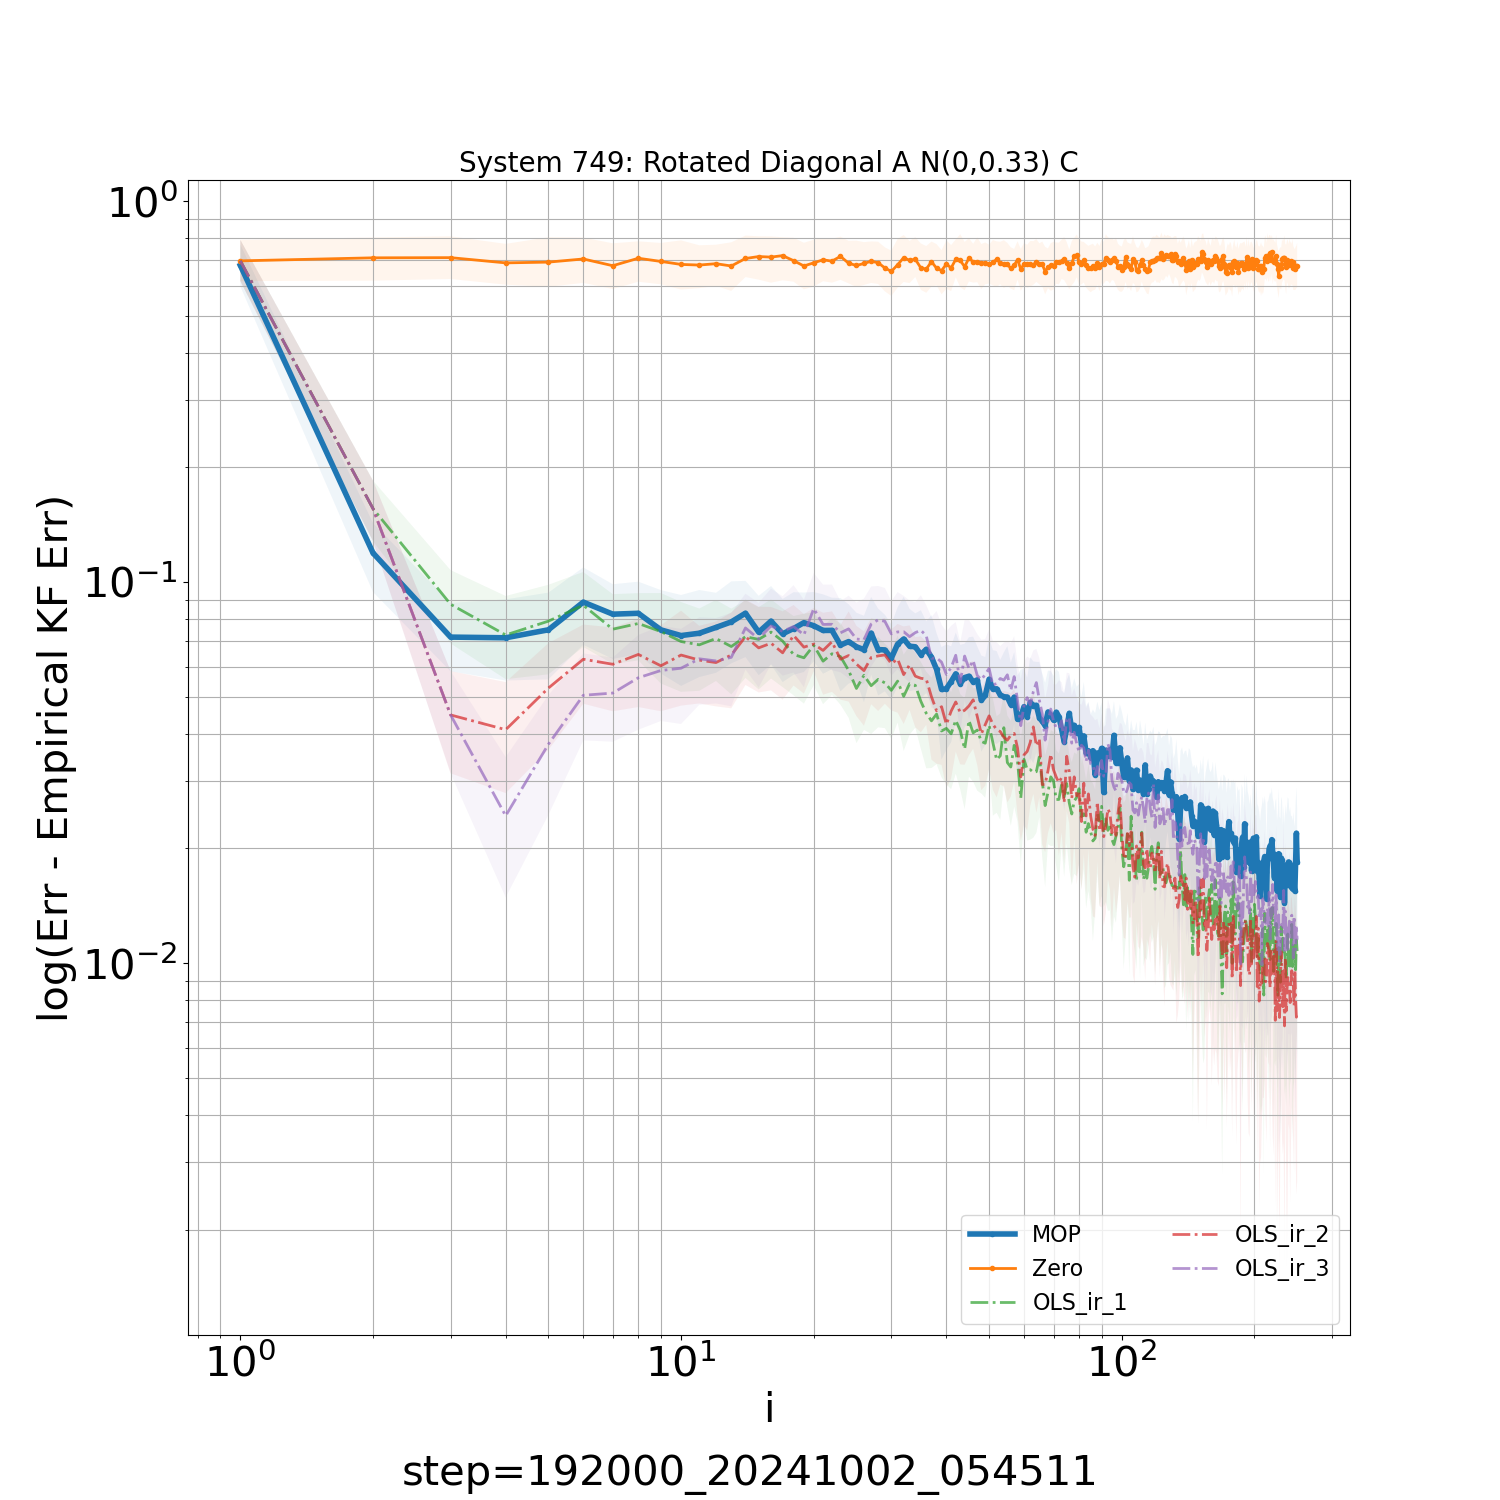 System 749: Rotated Diagonal A N(0,0.33) C
log(Err - Empirical KF Err)
10⁰
10⁻¹
10⁻²
MOP
Zero
OLS_ir_1
OLS_ir_2
OLS_ir_3
10⁰
10¹
10²
i
step=192000_20241002_054511